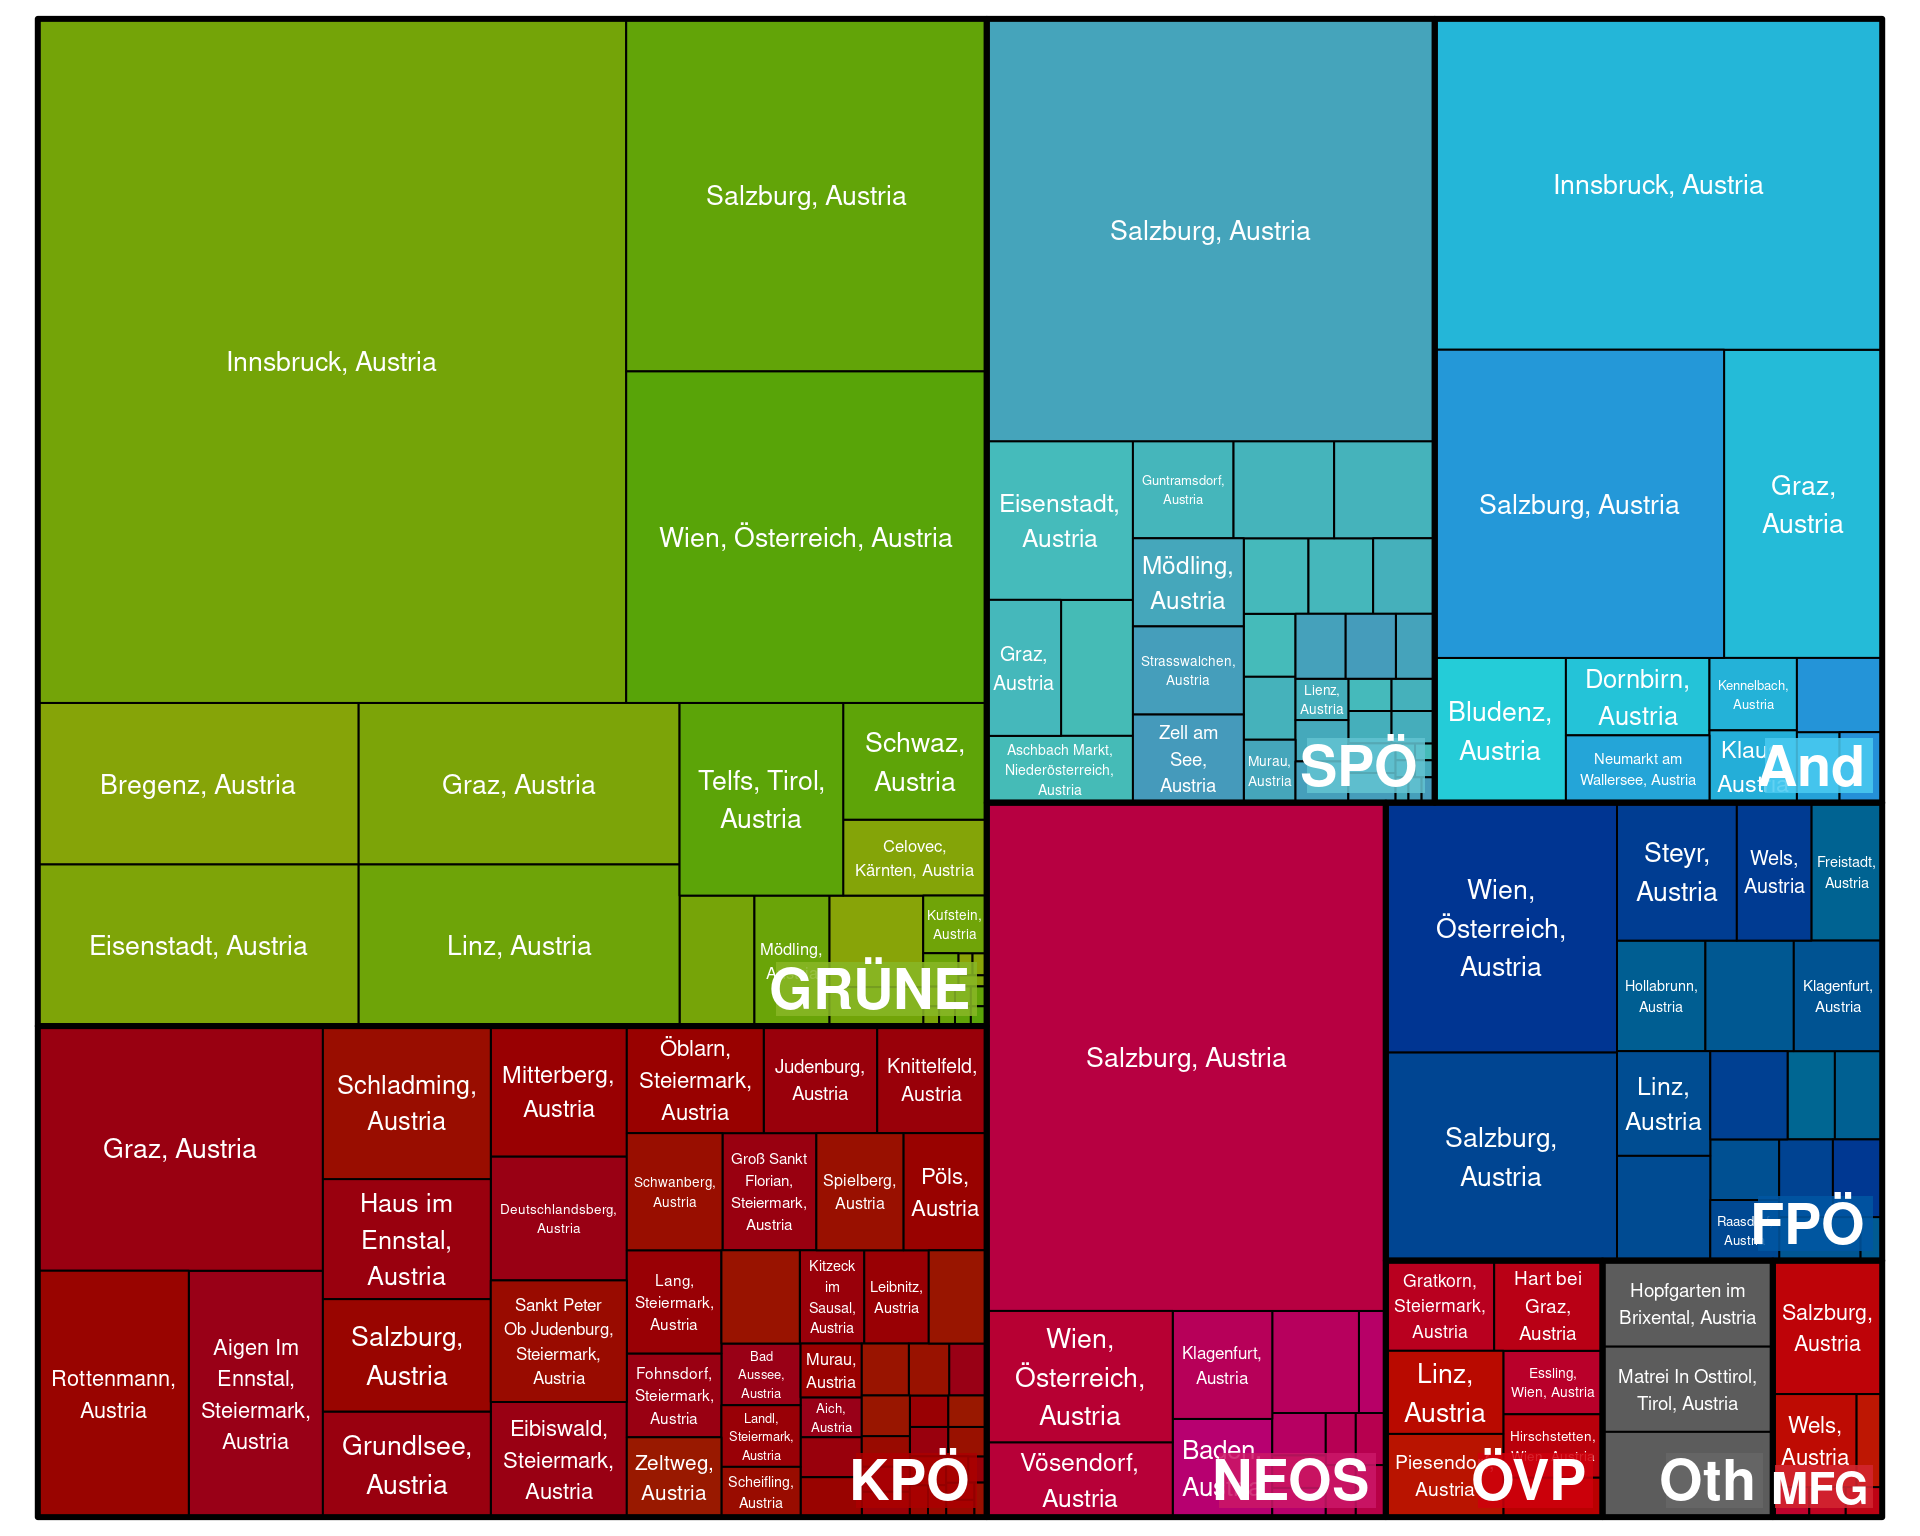 Innsbruck, Austria
Salzburg, Austria
Wien, Österreich, Austria
Bregenz, Austria
Graz, Austria
Eisenstadt, Austria
Linz, Austria
Telfs, Tirol,
Austria
Schwaz,
Austria
Celovec,
Kärnten, Austria
Mödling,
Kufstein,
Austria
GRÜNE
Salzburg, Austria
Eisenstadt,
Austria
Guntramsdorf,
Austria
Mödling,
Austria
Graz,
Austria
Strasswalchen,
Austria
Aschbach Markt,
Niederösterreich,
Austria
Zell am
See,
Austria
Lienz,
Austria
Murau,
Austria
SPÖ
Innsbruck, Austria
Salzburg, Austria
Graz,
Austria
Bludenz,
Austria
Dornbirn,
Austria
Neumarkt am
Wallersee, Austria
Kennelbach,
Austria
Klaus,
Austria
And
Graz, Austria
Rottenmann,
Austria
Aigen Im
Ennstal,
Steiermark,
Austria
Schladming,
Austria
Haus im
Ennstal,
Austria
Salzburg,
Austria
Grundlsee,
Austria
Mitterberg,
Austria
Deutschlandsberg,
Austria
Sankt Peter
Ob Judenburg,
Steiermark,
Austria
Eibiswald,
Steiermark,
Austria
Öblarn,
Steiermark,
Austria
Judenburg,
Austria
Knittelfeld,
Austria
Schwanberg,
Austria
Groß Sankt
Florian,
Steiermark,
Austria
Spielberg,
Austria
Pöls,
Austria
Lang,
Steiermark,
Austria
Kitzeck
im
Sausal,
Austria
Leibnitz,
Austria
Fohnsdorf,
Steiermark,
Austria
Bad
Aussee,
Austria
Murau,
Austria
Aich,
Austria
Landl,
Steiermark,
Austria
Zeltweg,
Austria
Scheifling,
Austria
KPÖ
Salzburg, Austria
Wien,
Österreich,
Austria
Vösendorf,
Austria
Klagenfurt,
Austria
Baden,
Austria
NEOS
Wien,
Österreich,
Austria
Salzburg,
Austria
Steyr,
Austria
Wels,
Austria
Freistadt,
Austria
Hollabrunn,
Austria
Klagenfurt,
Austria
Linz,
Austria
FPÖ
Gratkorn,
Steiermark,
Austria
Hart bei
Graz,
Austria
Linz,
Austria
Essling,
Wien, Austria
Hirschstetten,
Wien, Austria
Austria
ÖVP
Hopfgarten im
Brixental, Austria
Matrei In Osttirol,
Tirol, Austria
Oth
Salzburg,
Austria
Wels,
Austria
MFG